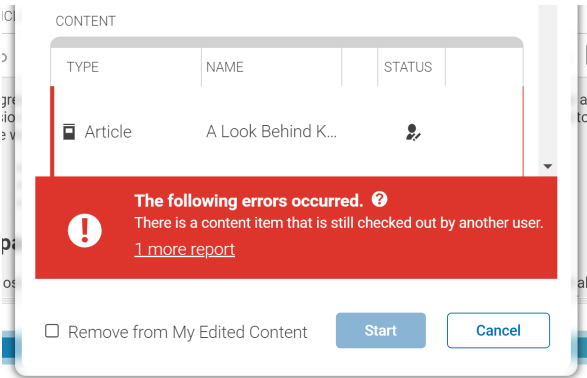 CONTENT
TYPE NAME STATUS
Article A Look Behind K...
The following errors occurred.
There is a content item that is still checked out by another user.
1 more report
Remove from My Edited Content Start Cancel